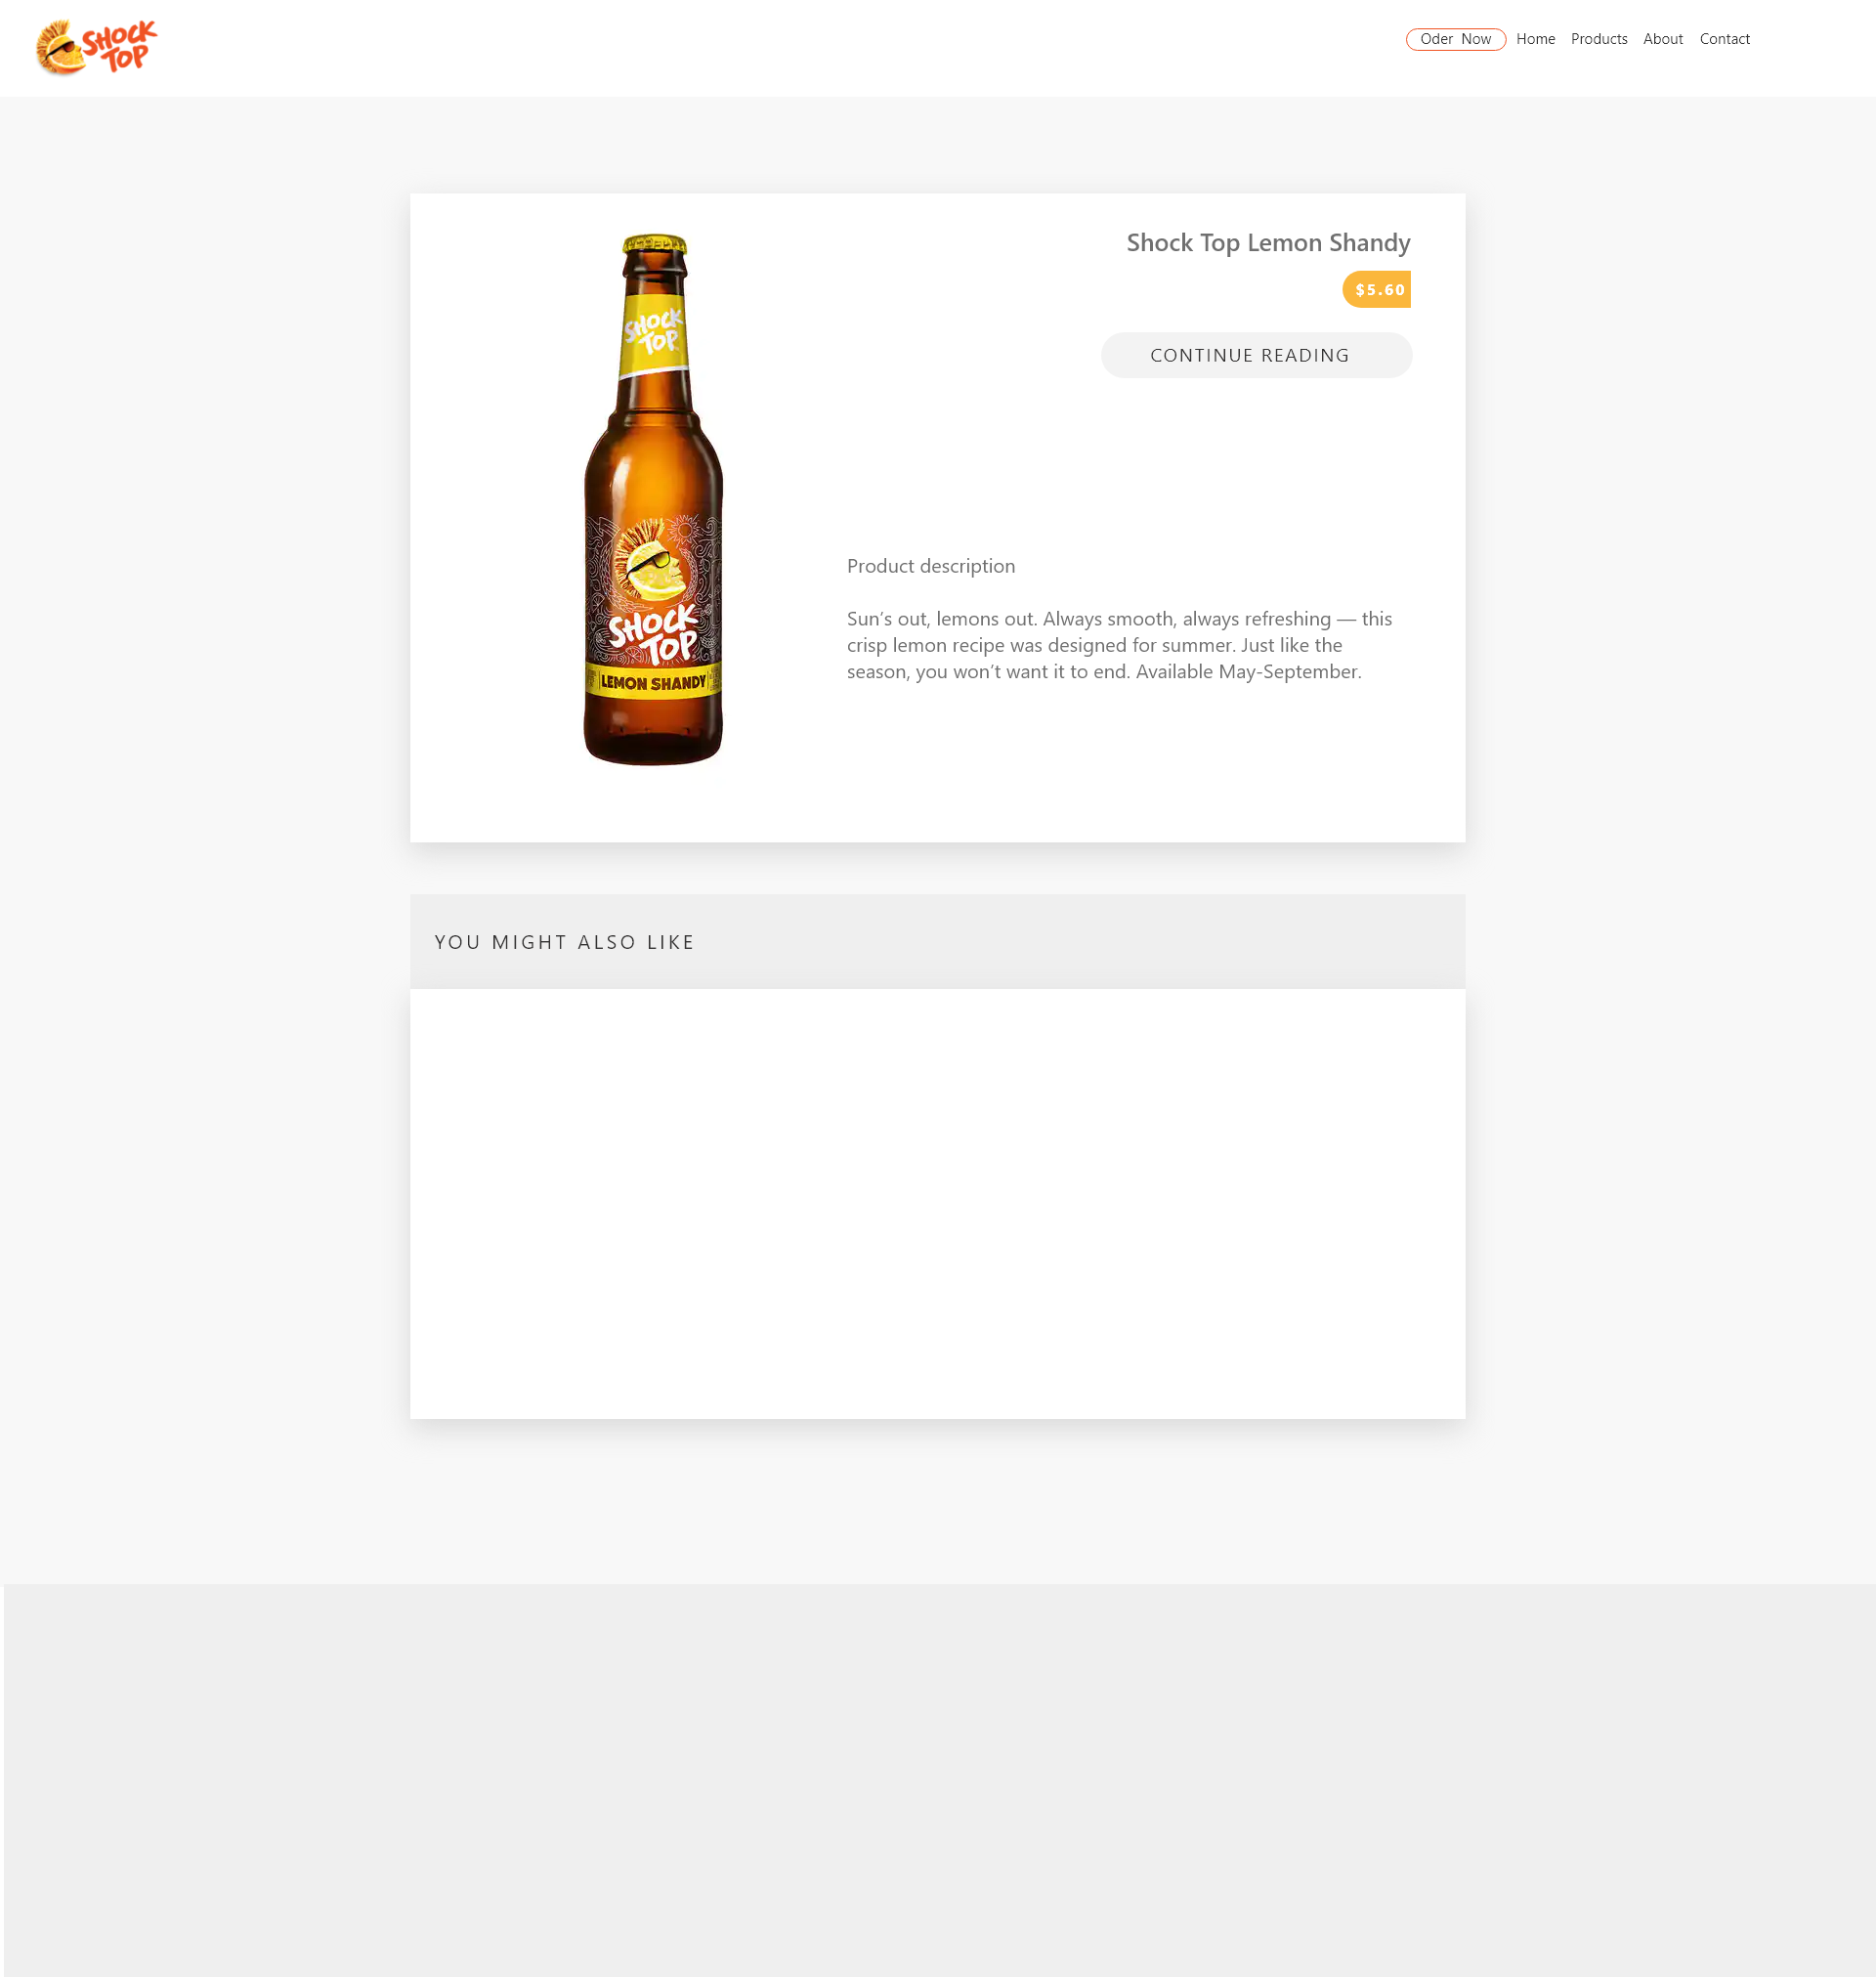 SHOCK
TOP
Oder Now Home Products About Contact
Shock Top Lemon Shandy
$5.60
CONTINUE READING
SHOCK
TOP
SHOCK
TOP
LEMON SHANDY
Product description
Sun’s out, lemons out. Always smooth, always refreshing — this
crisp lemon recipe was designed for summer. Just like the
season, you won’t want it to end. Available May-September.
YOU MIGHT ALSO LIKE